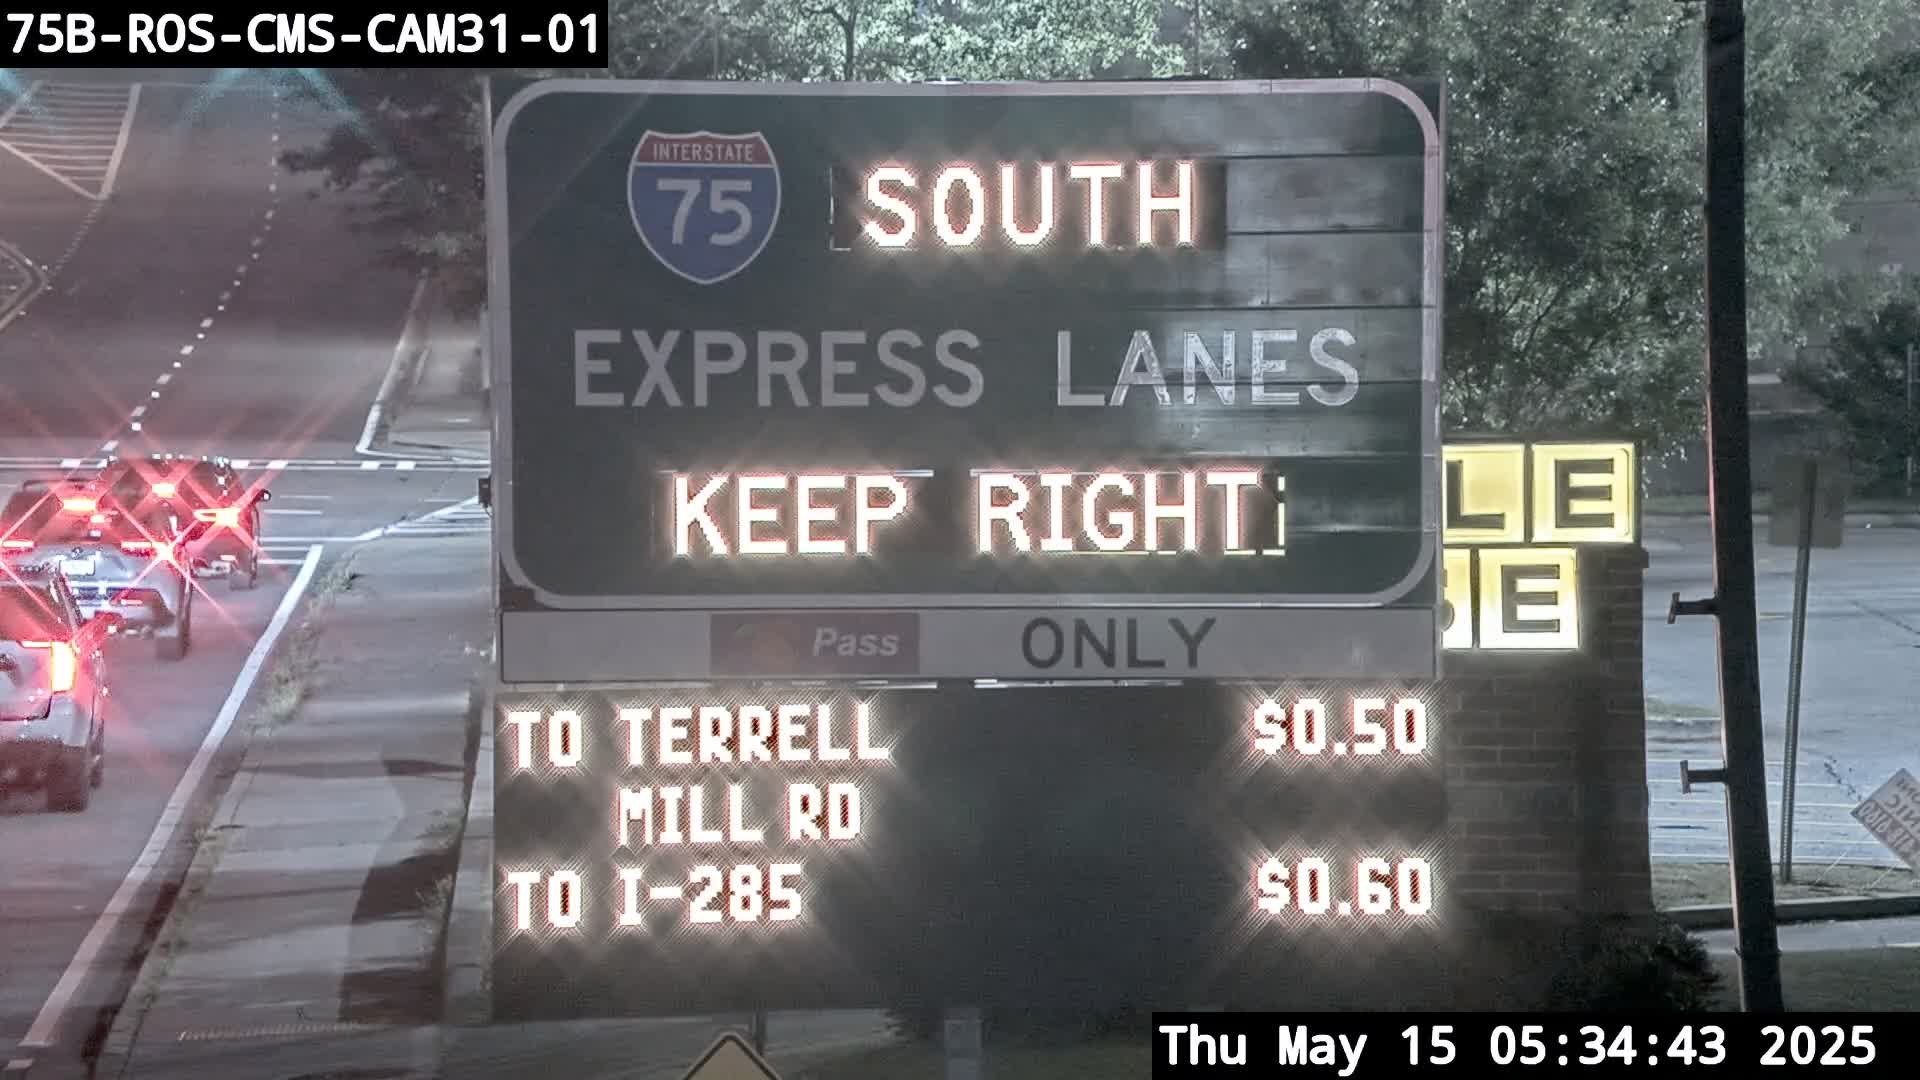 75B-ROS-CMS-CAM31-01
INTERSTATE
75
SOUTH
EXPRESS LANES
KEEP RIGHT
Pass
ONLY
TO TERRELL $0.50
MILL RD
TO I-285 $0.60
LE
E
Thu May 15 05:34:43 2025